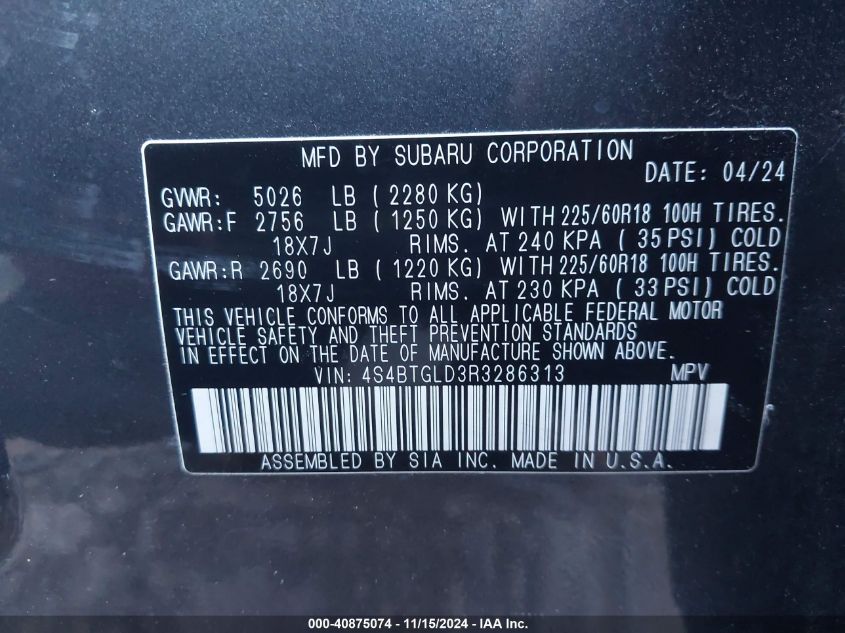 MFD BY SUBARU CORPORATION
DATE: 04/24
GVWR: 5026 LB ( 2280 KG)
GAWR:F 2756 LB ( 1250 KG) WITH 225/60R18 100H TIRES.
18X7J RIMS. AT 240 KPA ( 35 PSI) COLD
GAWR:R 2690 LB ( 1220 KG) WITH 225/60R18 100H TIRES.
18X7J RIMS. AT 230 KPA ( 33 PSI) COLD
THIS VEHICLE CONFORMS TO ALL APPLICABLE FEDERAL MOTOR
VEHICLE SAFETY AND THEFT PREVENTION STANDARDS
IN EFFECT ON THE DATE OF MANUFACTURE SHOWN ABOVE.
VIN: 4S4BTGLD3R3286313 MPV
ASSEMBLED BY SIA INC. MADE IN U.S.A.
000-40875074 - 11/15/2024 - IAA Inc.